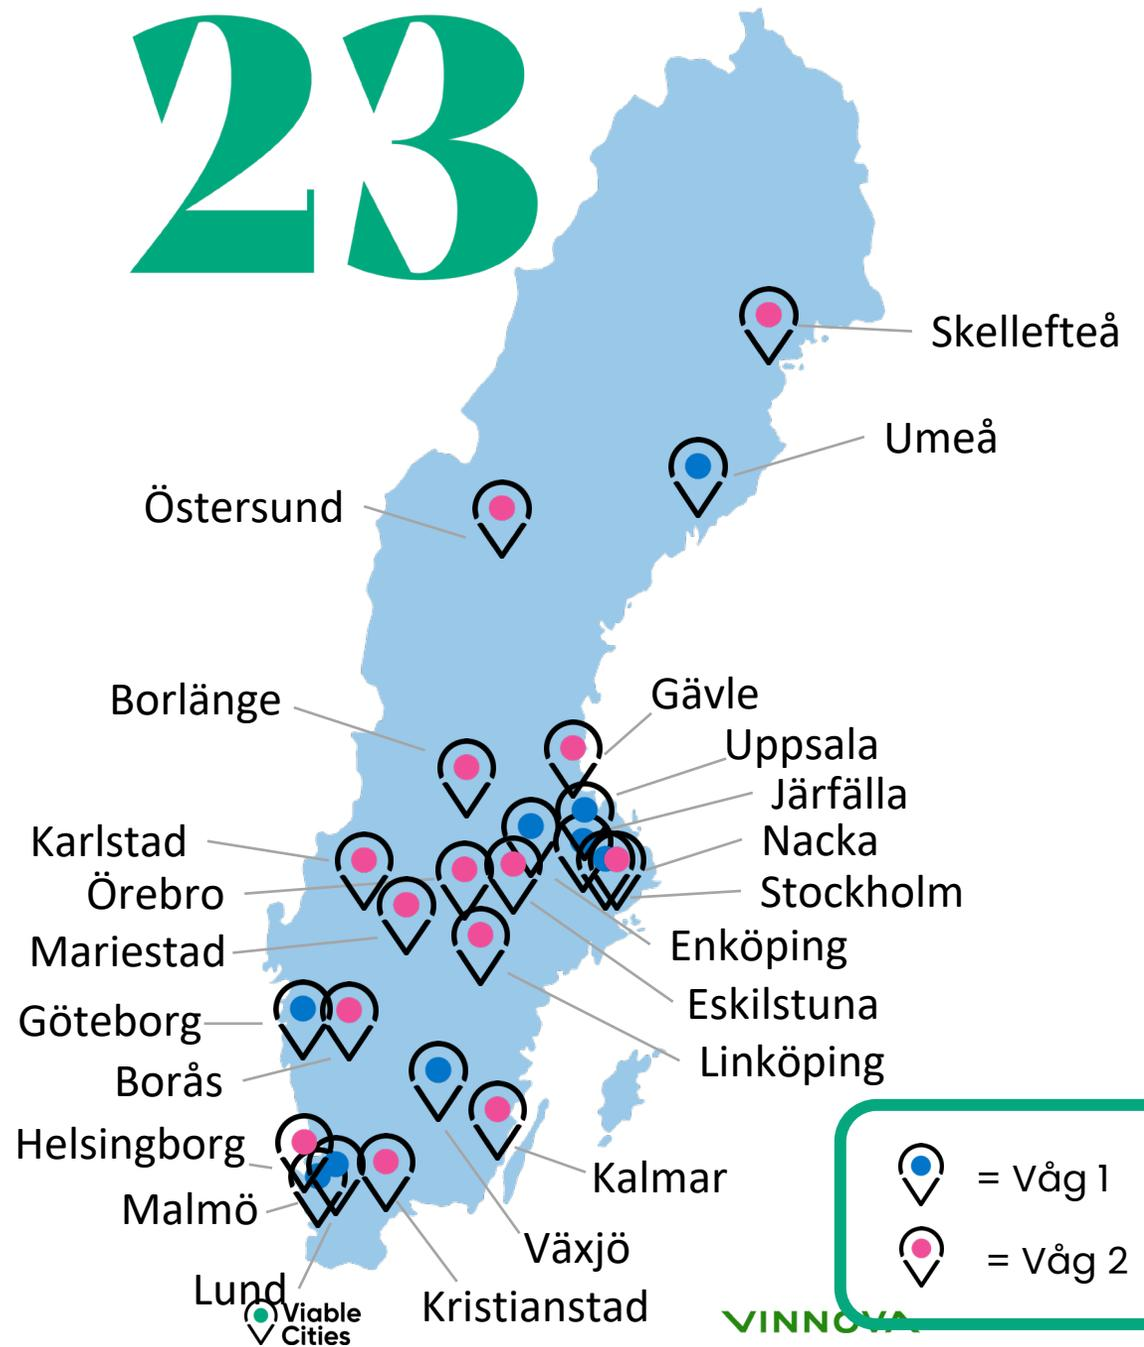 23
Skellefteå
Umeå
Östersund
Borlänge
Gävle
Uppsala
Järfälla
Nacka
Stockholm
Karlstad
Örebro
Mariestad
Enköping
Eskilstuna
Linköping
Göteborg
Borås
Helsingborg
Malmö
Lund
Kalmar
Växjö
Kristianstad
= Våg 1
= Våg 2
Viable
Cities
VINNOVA